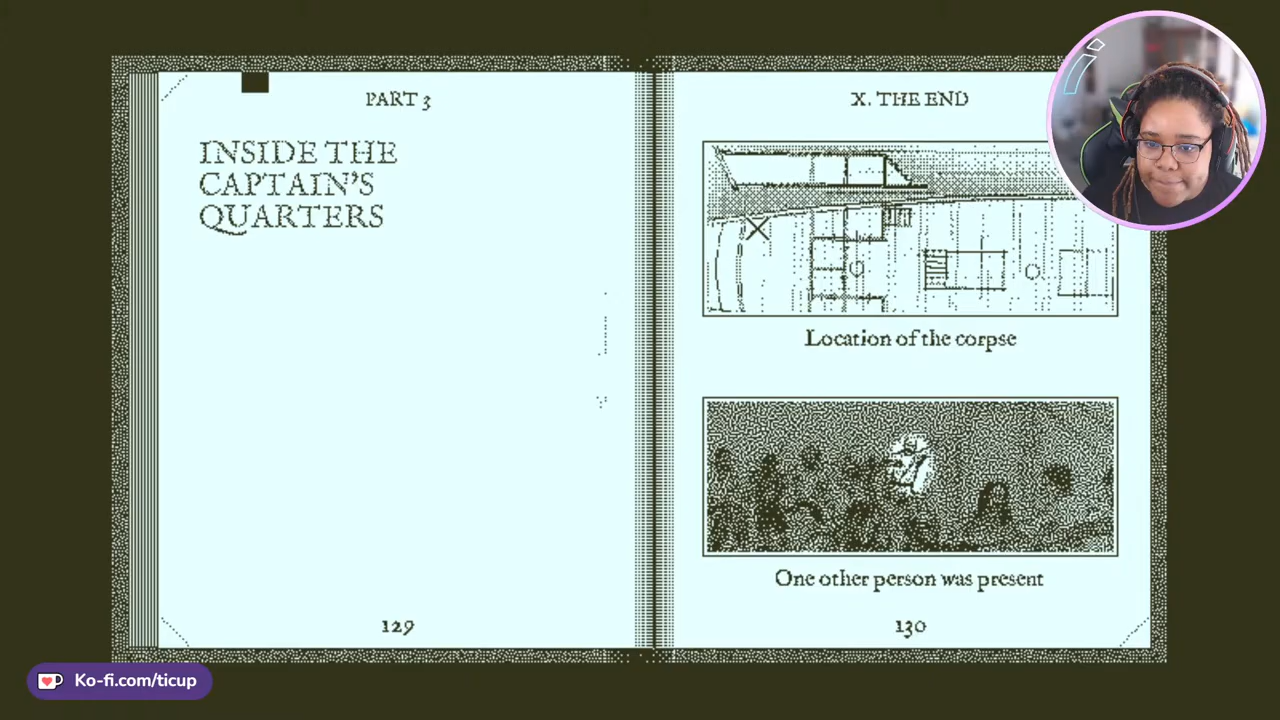 PART 3
INSIDE THE
CAPTAIN'S
QUARTERS
129
X. THE END
Location of the corpse
One other person was present
130
Ko-fi.com/ticup